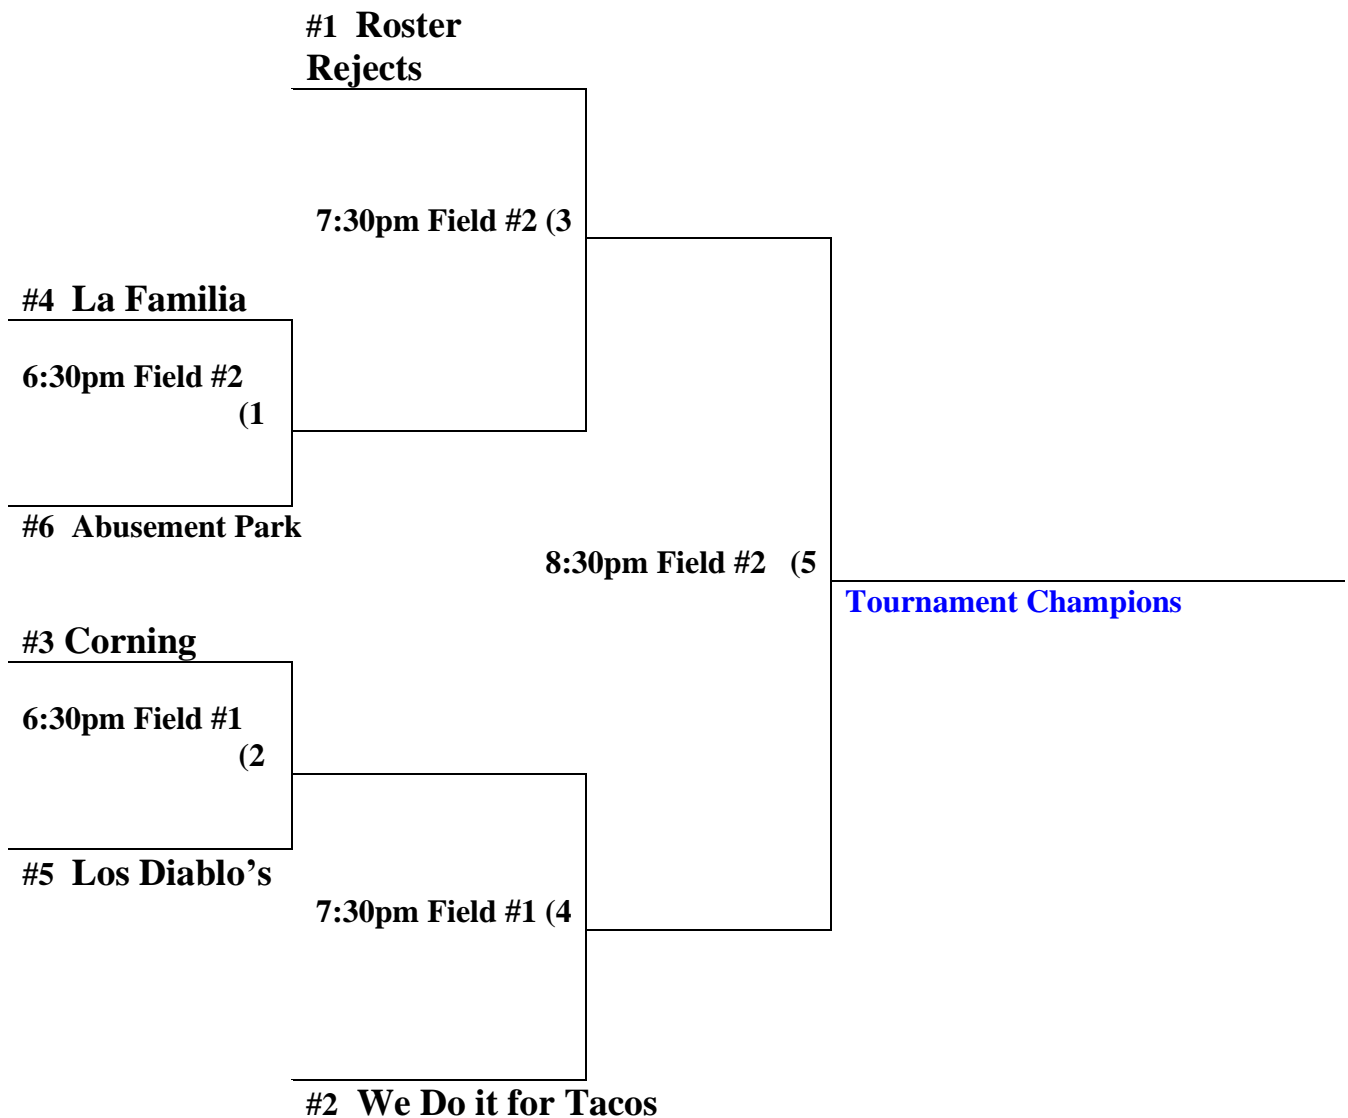 #1  Roster
Rejects
7:30pm Field #2 (3
#4  La Familia
6:30pm Field #2
(1
#6  Abusement Park
8:30pm Field #2   (5
Tournament Champions
#3 Corning
6:30pm Field #1
(2
#5  Los Diablo’s
7:30pm Field #1 (4
#2  We Do it for Tacos